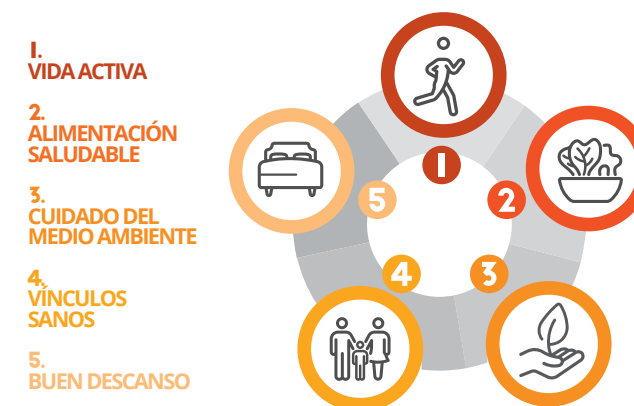 1.
VIDA ACTIVA
2.
ALIMENTACIÓN
SALUDABLE
3.
CUIDADO DEL
MEDIO AMBIENTE
4.
VÍNCULOS
SANOS
5.
BUEN DESCANSO
1
2
3
4
5